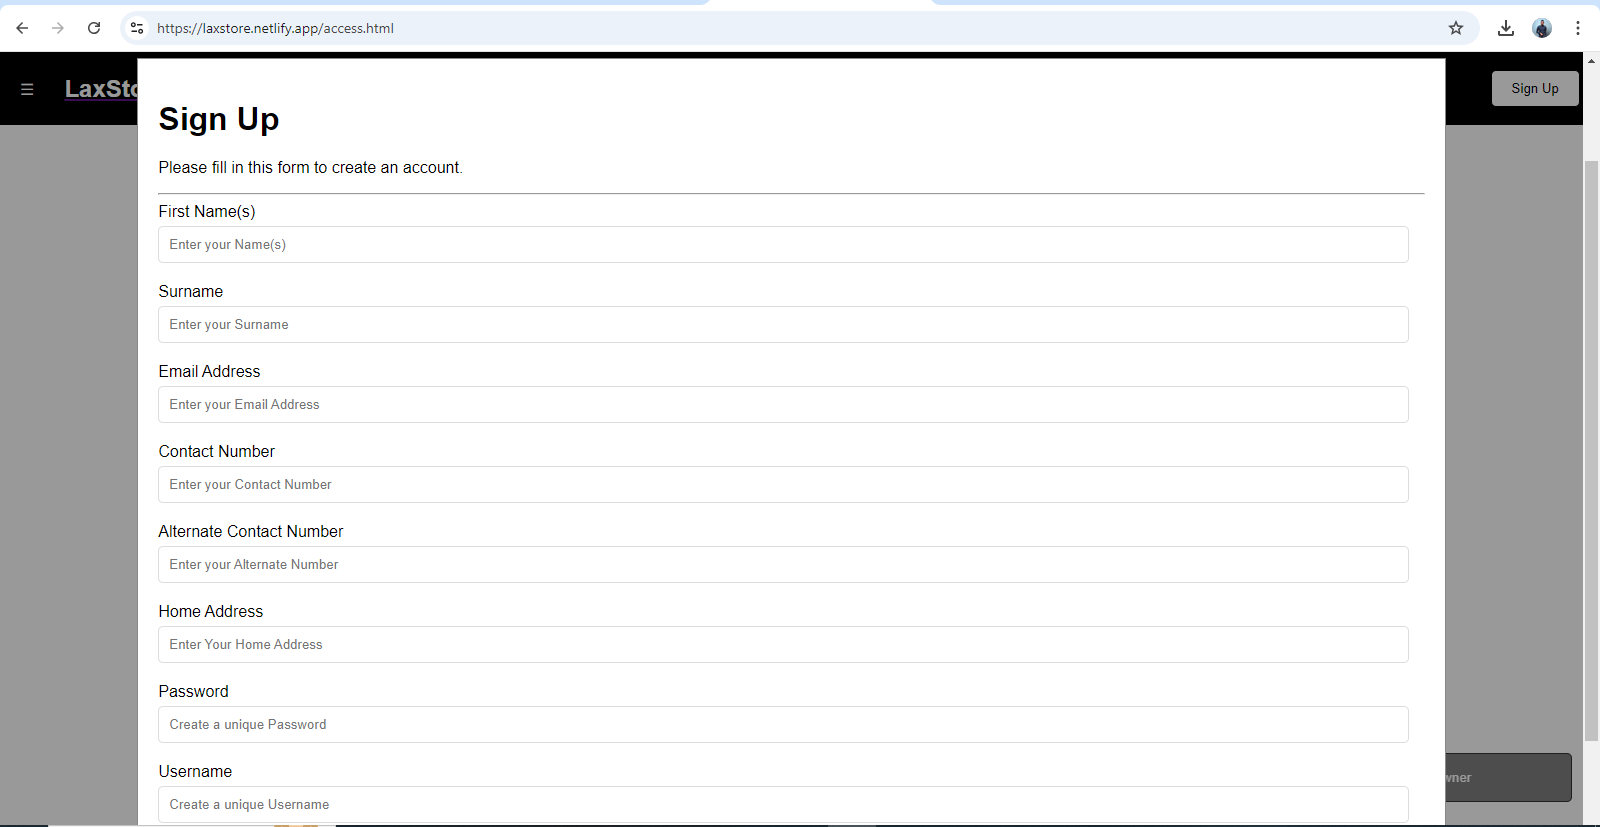 https://laxstore.netlify.app/access.html
☰ LaxSto
Sign Up
Sign Up
Please fill in this form to create an account.
First Name(s)
Enter your Name(s)
Surname
Enter your Surname
Email Address
Enter your Email Address
Contact Number
Enter your Contact Number
Alternate Contact Number
Enter your Alternate Number
Home Address
Enter Your Home Address
Password
Create a unique Password
Username
Create a unique Username
wner